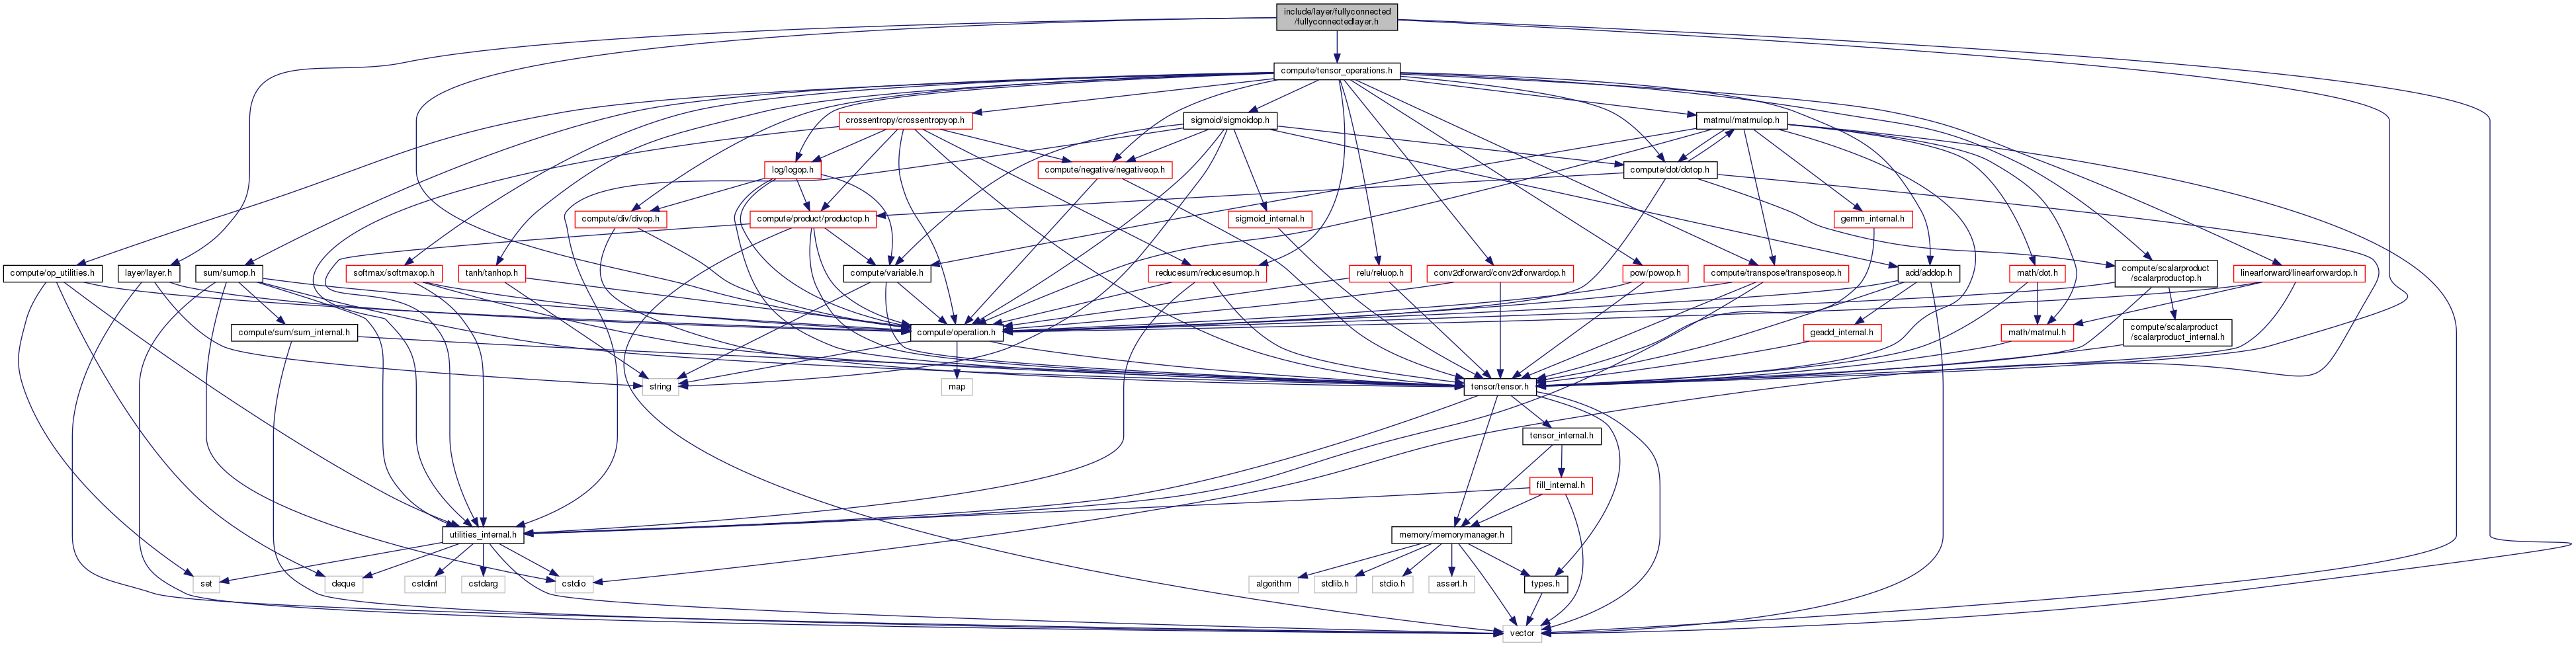 include/layer/fullyconnected
/fullyconnectedlayer.h
compute/tensor_operations.h
crossentropy/crossentropyop.h
sigmoid/sigmoidop.h
matmul/matmulop.h
log/logop.h
compute/negative/negativeop.h
compute/dot/dotop.h
compute/div/divop.h
compute/product/productop.h
sigmoid_internal.h
gemm_internal.h
compute/op_utilities.h
layer/layer.h
sum/sumop.h
softmax/softmaxop.h
tanh/tanhop.h
compute/variable.h
reducesum/reducesumop.h
relu/reluop.h
conv2dforward/conv2dforwardop.h
pow/powop.h
compute/transpose/transposeop.h
add/addop.h
math/dot.h
compute/scalarproduct
/scalarproductop.h
linearforward/linearforwardop.h
compute/sum/sum_internal.h
compute/operation.h
geadd_internal.h
math/matmul.h
compute/scalarproduct
/scalarproduct_internal.h
string
map
tensor/tensor.h
tensor_internal.h
fill_internal.h
utilities_internal.h
memory/memorymanager.h
set
deque
cstdint
cstdarg
cstdio
algorithm
stdlib.h
stdio.h
assert.h
types.h
vector